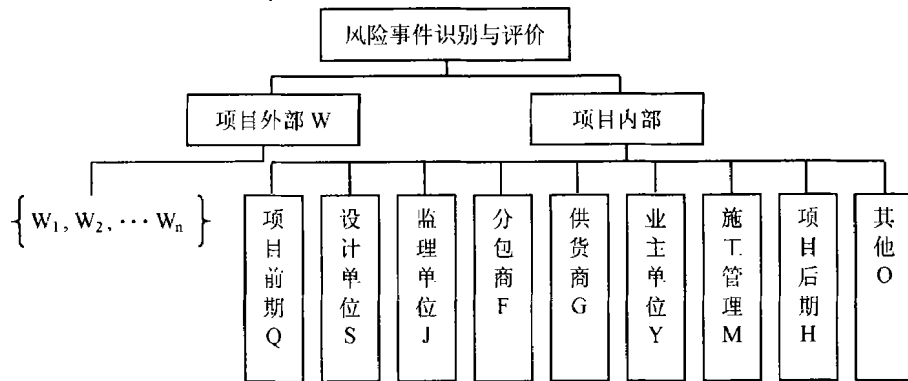 风险事件识别与评价
项目外部 W
项目内部
{W₁, W₂, ··· Wₙ}
项目前期 Q
设计单位 S
监理单位 J
分包商 F
供货商 G
业主单位 Y
施工管理 M
项目后期 H
其他 O